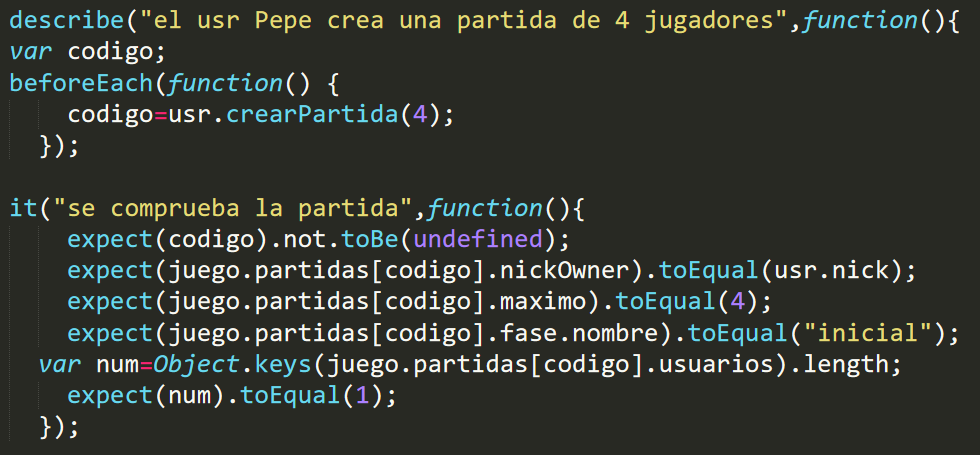 describe("el usr Pepe crea una partida de 4 jugadores",function(){
var codigo;
beforeEach(function() {
    codigo=usr.crearPartida(4);
  });

it("se comprueba la partida",function(){
    expect(codigo).not.toBe(undefined);
    expect(juego.partidas[codigo].nickOwner).toEqual(usr.nick);
    expect(juego.partidas[codigo].maximo).toEqual(4);
    expect(juego.partidas[codigo].fase.nombre).toEqual("inicial");
  var num=Object.keys(juego.partidas[codigo].usuarios).length;
    expect(num).toEqual(1);
  });